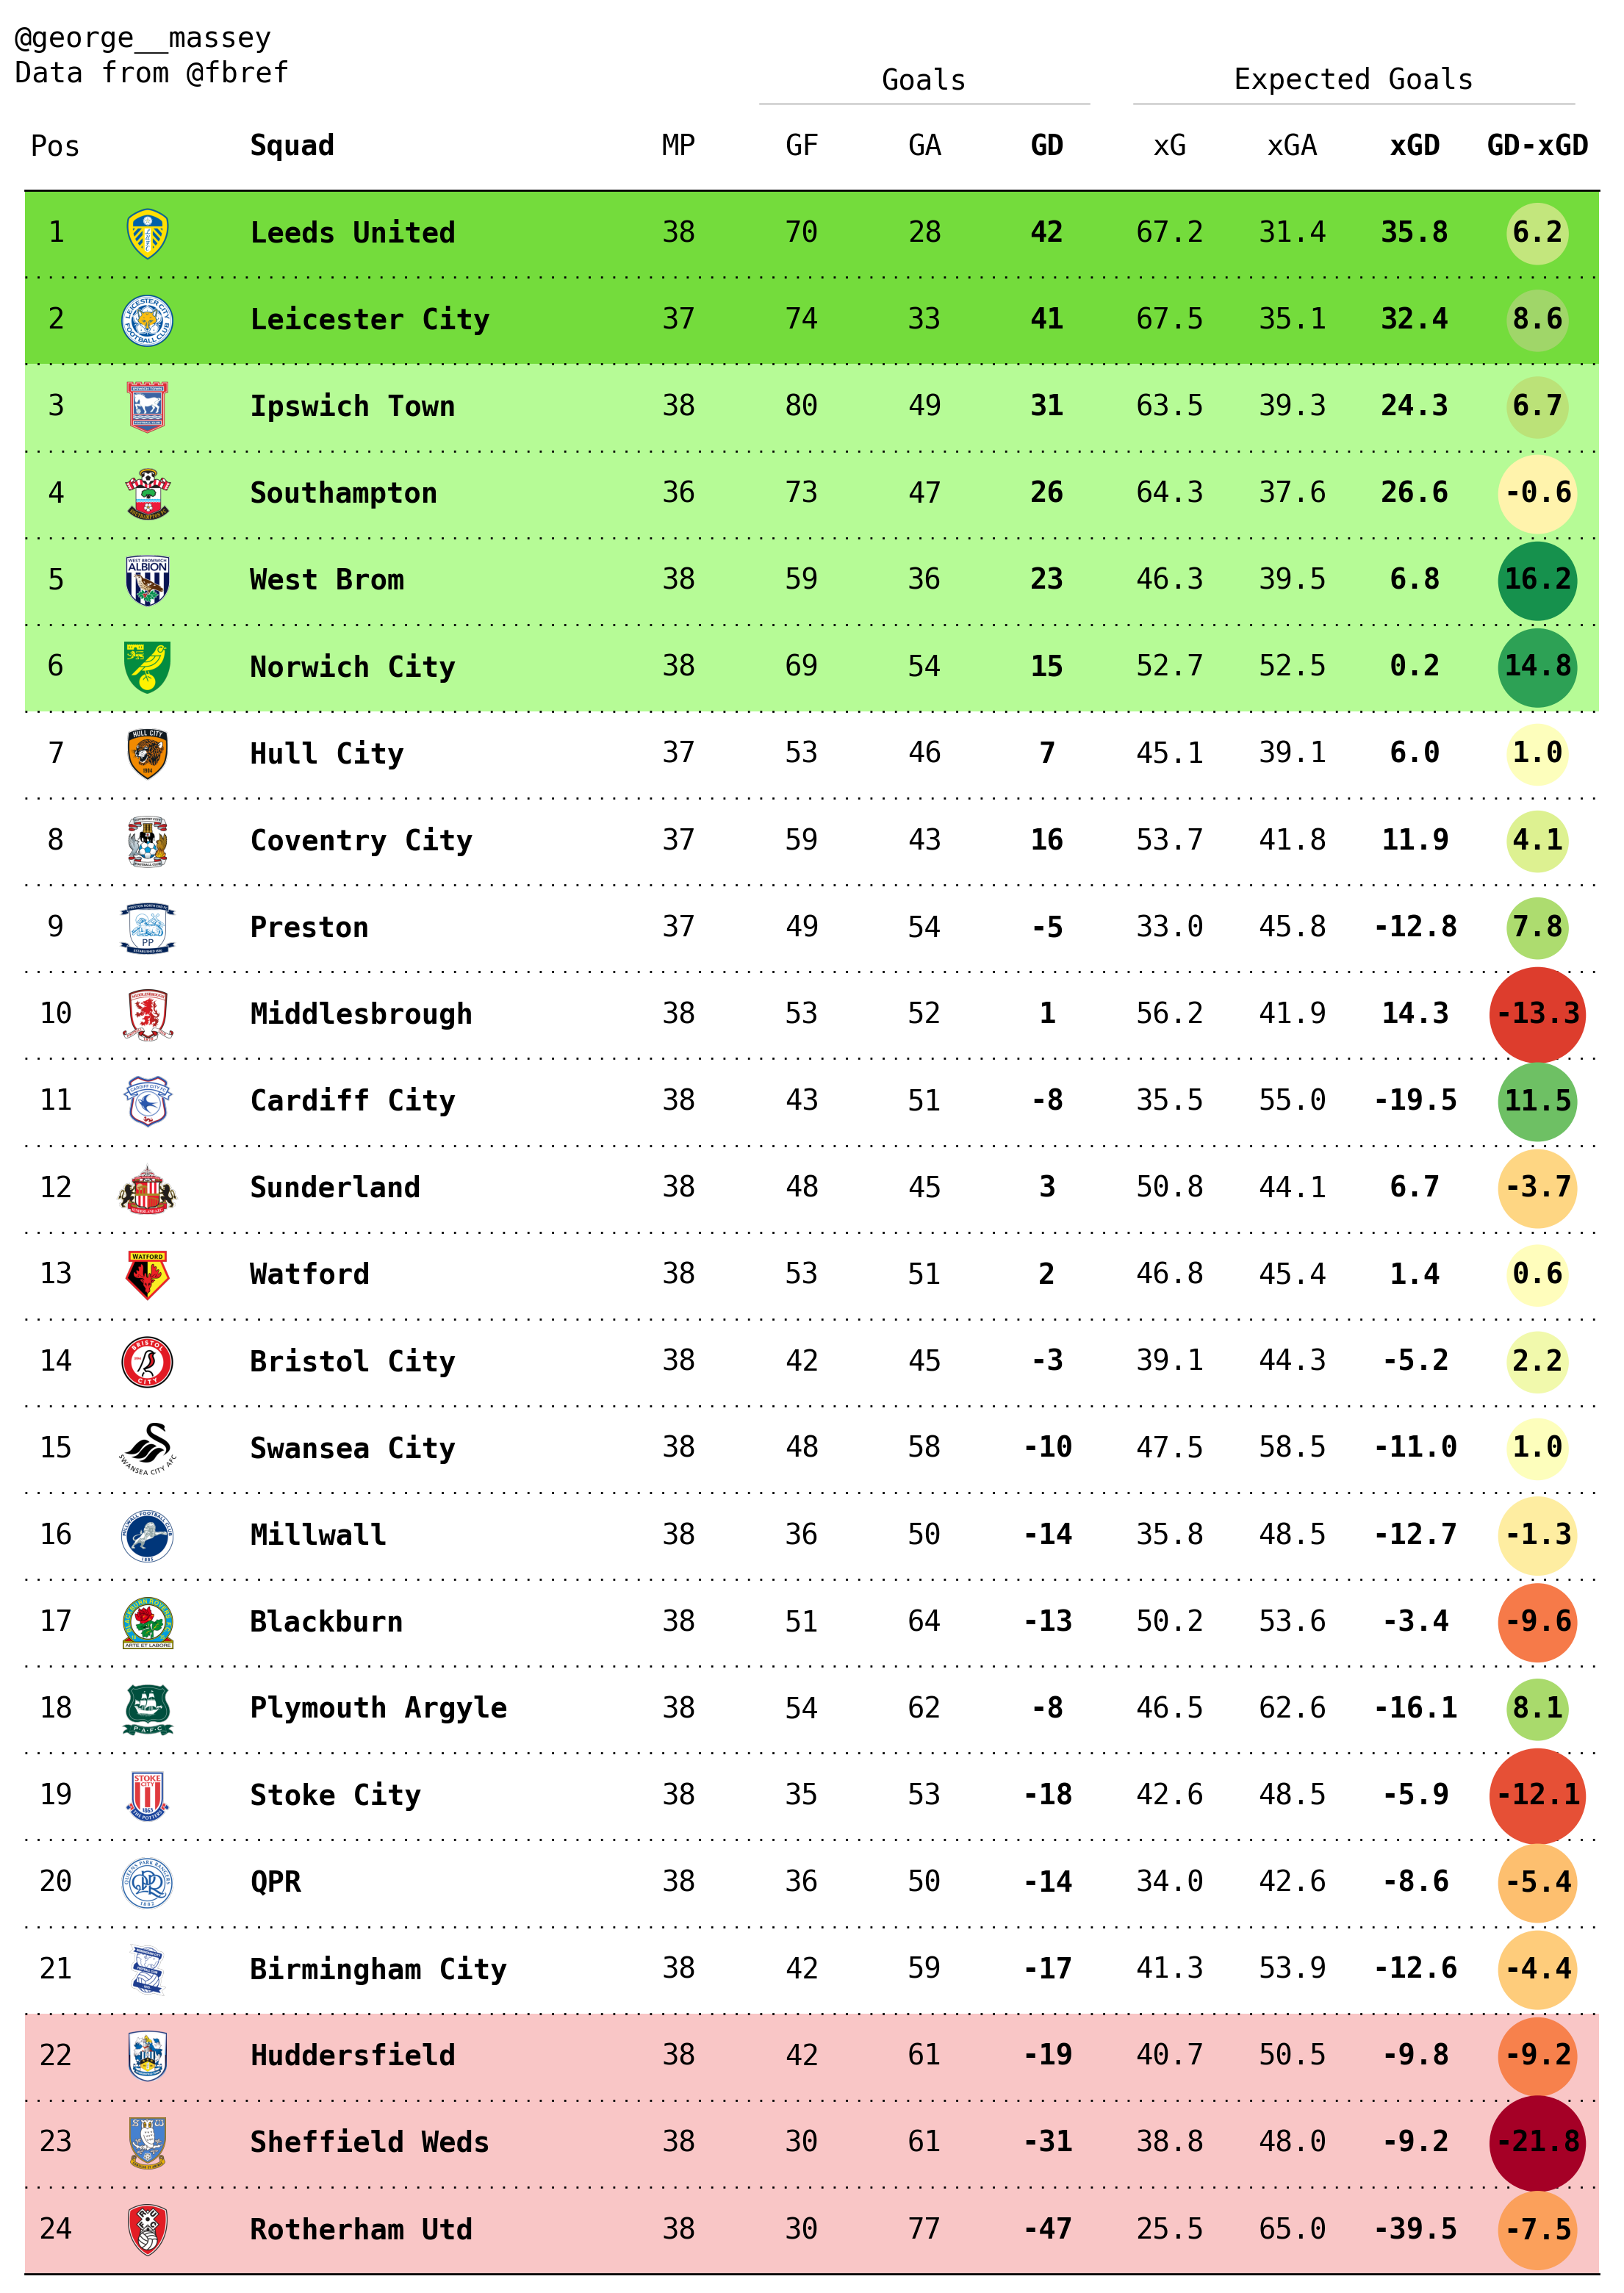 @george__massey
Data from @fbref
Goals Expected Goals
Pos Squad MP GF GA GD xG xGA xGD GD-xGD
1 Leeds United 38 70 28 42 67.2 31.4 35.8 6.2
2 Leicester City 37 74 33 41 67.5 35.1 32.4 8.6
3 Ipswich Town 38 80 49 31 63.5 39.3 24.3 6.7
4 Southampton 36 73 47 26 64.3 37.6 26.6 -0.6
5 West Brom 38 59 36 23 46.3 39.5 6.8 16.2
6 Norwich City 38 69 54 15 52.7 52.5 0.2 14.8
7 Hull City 37 53 46 7 45.1 39.1 6.0 1.0
8 Coventry City 37 59 43 16 53.7 41.8 11.9 4.1
9 Preston 37 49 54 -5 33.0 45.8 -12.8 7.8
10 Middlesbrough 38 53 52 1 56.2 41.9 14.3 -13.3
11 Cardiff City 38 43 51 -8 35.5 55.0 -19.5 11.5
12 Sunderland 38 48 45 3 50.8 44.1 6.7 -3.7
13 Watford 38 53 51 2 46.8 45.4 1.4 0.6
14 Bristol City 38 42 45 -3 39.1 44.3 -5.2 2.2
15 Swansea City 38 48 58 -10 47.5 58.5 -11.0 1.0
16 Millwall 38 36 50 -14 35.8 48.5 -12.7 -1.3
17 Blackburn 38 51 64 -13 50.2 53.6 -3.4 -9.6
18 Plymouth Argyle 38 54 62 -8 46.5 62.6 -16.1 8.1
19 Stoke City 38 35 53 -18 42.6 48.5 -5.9 -12.1
20 QPR 38 36 50 -14 34.0 42.6 -8.6 -5.4
21 Birmingham City 38 42 59 -17 41.3 53.9 -12.6 -4.4
22 Huddersfield 38 42 61 -19 40.7 50.5 -9.8 -9.2
23 Sheffield Weds 38 30 61 -31 38.8 48.0 -9.2 -21.8
24 Rotherham Utd 38 30 77 -47 25.5 65.0 -39.5 -7.5